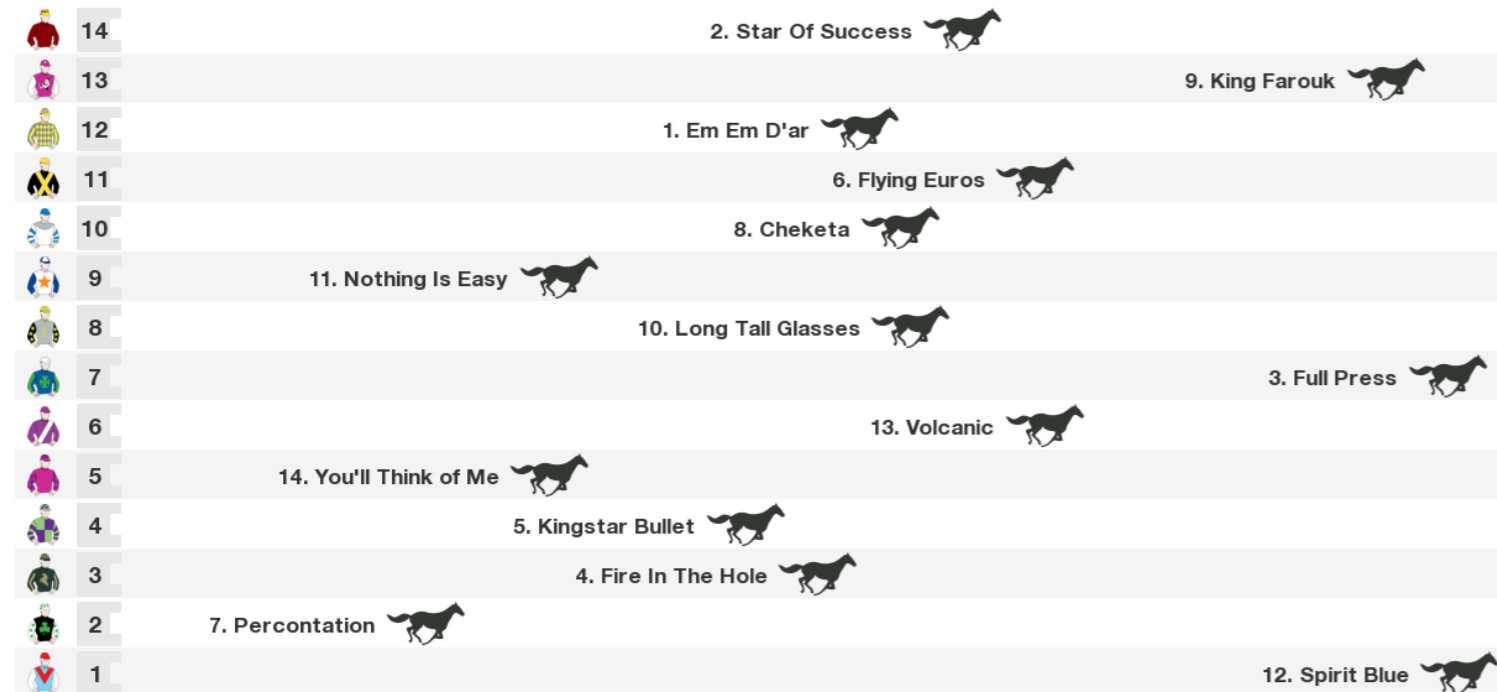 14 2. Star Of Success
13 9. King Farouk
12 1. Em Em D'ar
11 6. Flying Euros
10 8. Cheketa
9 11. Nothing Is Easy
8 10. Long Tall Glasses
7 3. Full Press
6 13. Volcanic
5 14. You'll Think of Me
4 5. Kingstar Bullet
3 4. Fire In The Hole
2 7. Percontation
1 12. Spirit Blue